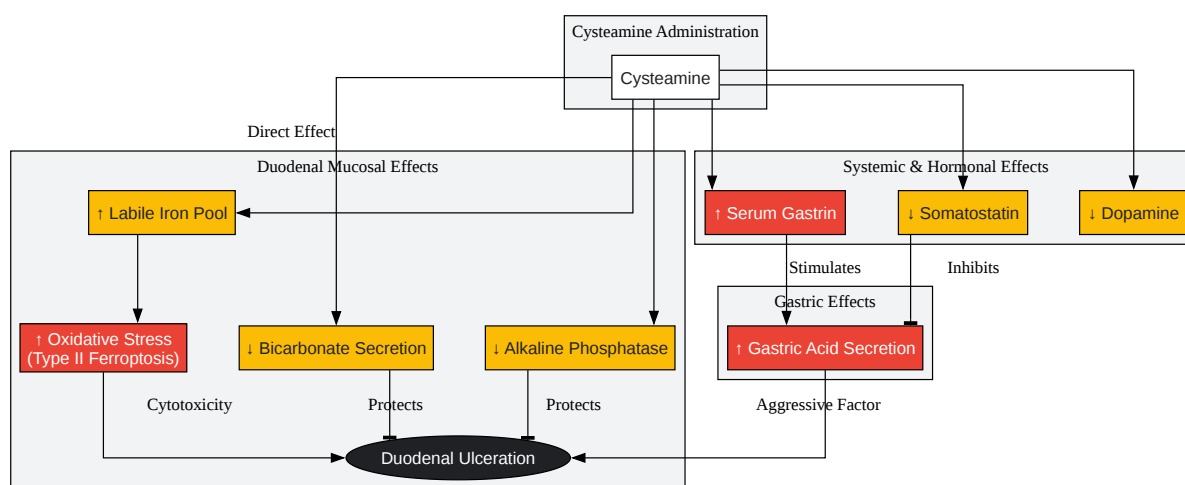 Cysteamine Administration
Cysteamine
Direct Effect
Duodenal Mucosal Effects
Systemic & Hormonal Effects
↑ Labile Iron Pool
↑ Serum Gastrin
↓ Somatostatin
↓ Dopamine
Stimulates
Inhibits
Gastric Effects
↑ Oxidative Stress
(Type II Ferroptosis)
↓ Bicarbonate Secretion
↓ Alkaline Phosphatase
↑ Gastric Acid Secretion
Cytotoxicity
Protects
Protects
Aggressive Factor
Duodenal Ulceration